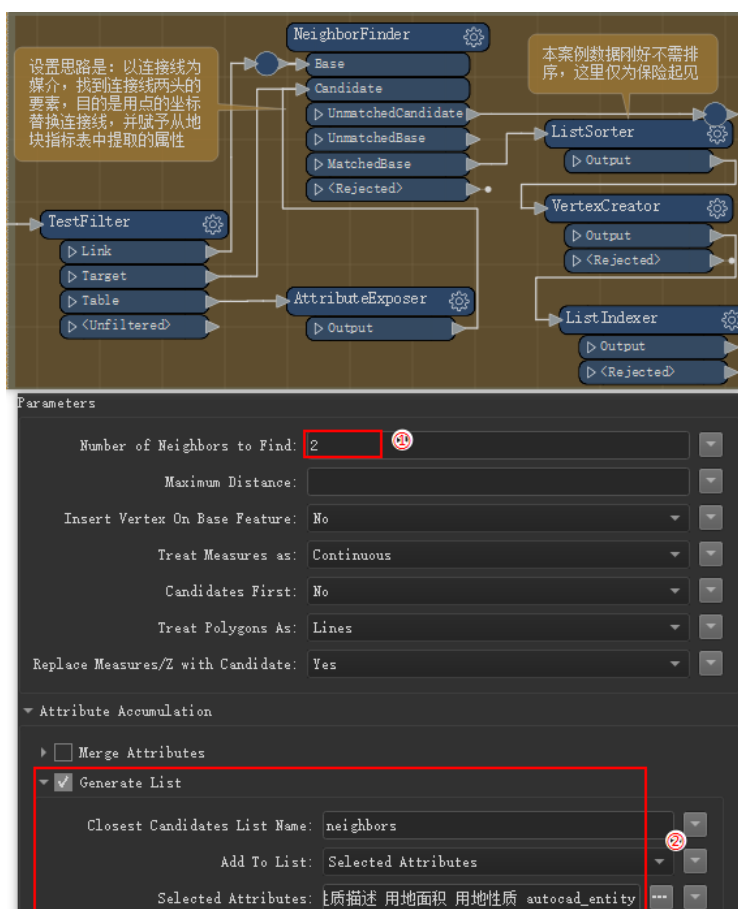 NeighborFinder
Base
Candidate
UnmatchedCandidate
UnmatchedBase
MatchedBase
<Rejected>
设置思路是：以连接线为
媒介，找到连接线两头的
要素，目的是用点的坐标
替换连接线，并赋予从地
块指标表中提取的属性
本案例数据刚好不需排
序，这里仅为保险起见
ListSorter
Output
VertexCreator
Output
<Rejected>
ListIndexer
Output
<Rejected>
TestFilter
Link
Target
Table
<Unfiltered>
AttributeExposer
Output
Parameters
Number of Neighbors to Find: 2 ①
Maximum Distance:
Insert Vertex On Base Feature: No
Treat Measures as: Continuous
Candidates First: No
Treat Polygons As: Lines
Replace Measures/Z with Candidate: Yes
Attribute Accumulation
Merge Attributes
Generate List
Closest Candidates List Name: neighbors
②
Add To List: Selected Attributes
Selected Attributes: 质描述 用地面积 用地性质 autocad_entity ...